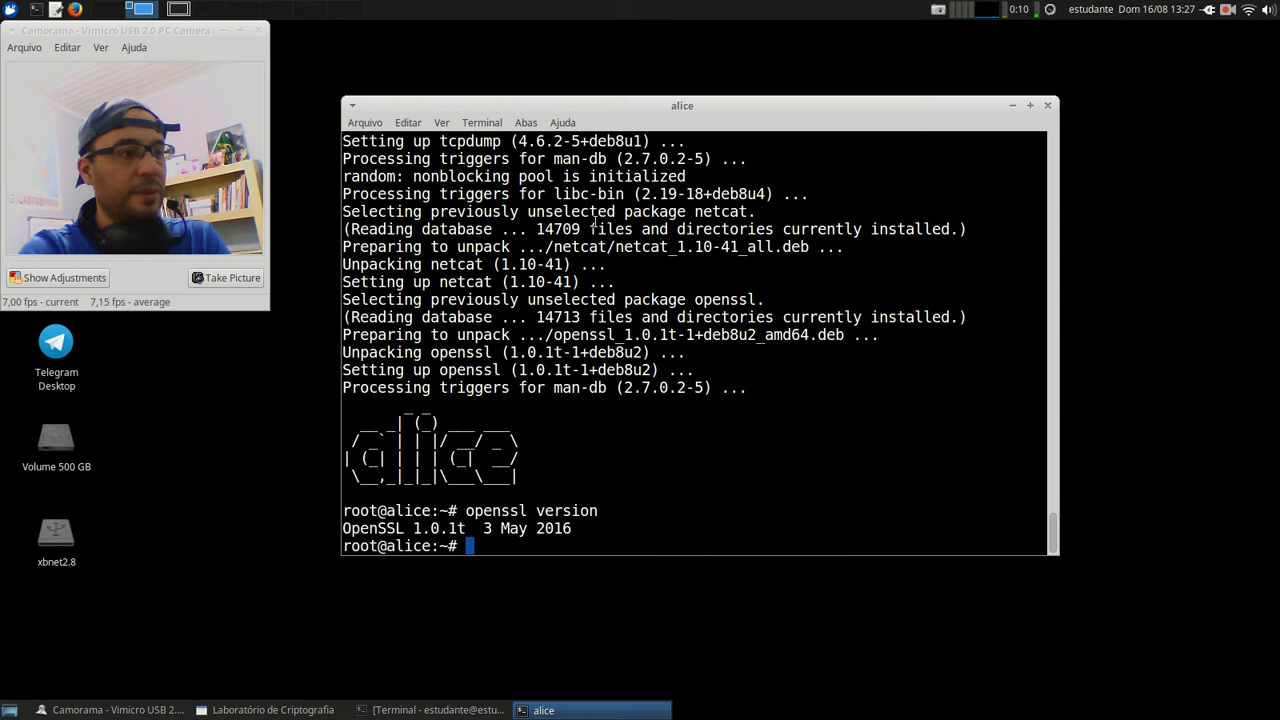 0:10 estudante Dom 16/08 13:27
Camorama - Vimicro USB 2.0 PC Camera
Arquivo Editar Ver Ajuda
Show Adjustments Take Picture
7,00 fps - current 7,15 fps - average
Telegram
Desktop
Volume 500 GB
xbnet2.8
alice
Arquivo Editar Ver Terminal Abas Ajuda
Setting up tcpdump (4.6.2-5+deb8u1) ...
Processing triggers for man-db (2.7.0.2-5) ...
random: nonblocking pool is initialized
Processing triggers for libc-bin (2.19-18+deb8u4) ...
Selecting previously unselected package netcat.
(Reading database ... 14709 files and directories currently installed.)
Preparing to unpack .../netcat/netcat_1.10-41_all.deb ...
Unpacking netcat (1.10-41) ...
Setting up netcat (1.10-41) ...
Selecting previously unselected package openssl.
(Reading database ... 14713 files and directories currently installed.)
Preparing to unpack .../openssl_1.0.1t-1+deb8u2_amd64.deb ...
Unpacking openssl (1.0.1t-1+deb8u2) ...
Setting up openssl (1.0.1t-1+deb8u2) ...
Processing triggers for man-db (2.7.0.2-5) ...
alice
root@alice:~# openssl version
OpenSSL 1.0.1t  3 May 2016
root@alice:~#
Camorama - Vimicro USB 2.... Laboratório de Criptografia [Terminal - estudante@estu... alice